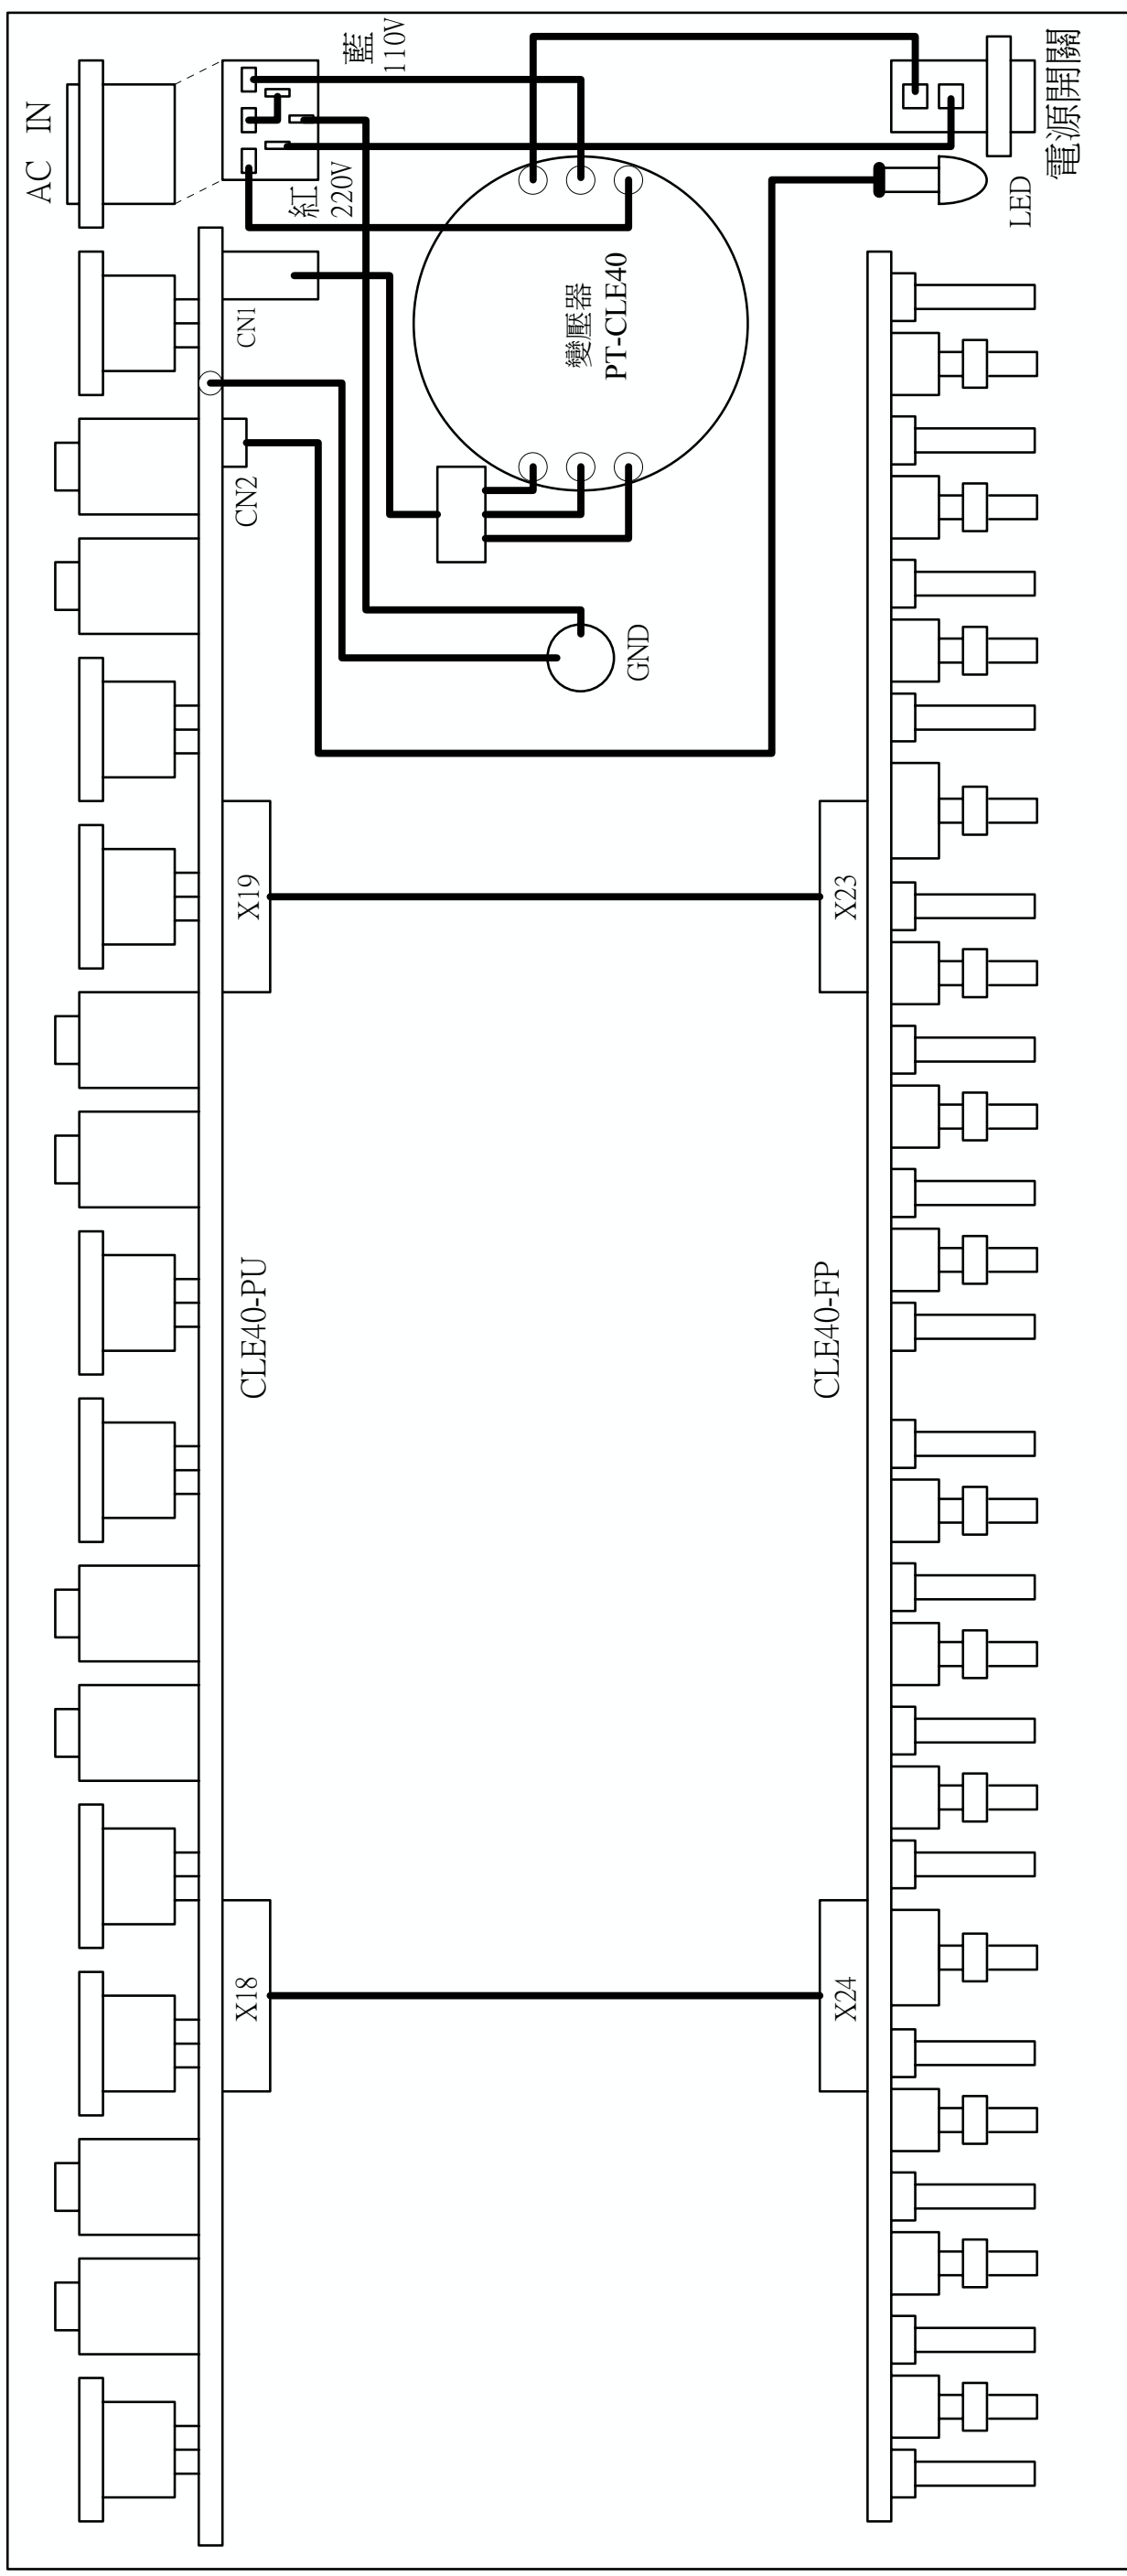 AC IN
藍
110V
紅
220V
CN1
CN2
變壓器
PT-CLE40
GND
電源開關
LED
X19
X23
CLE40-PU
CLE40-FP
X18
X24